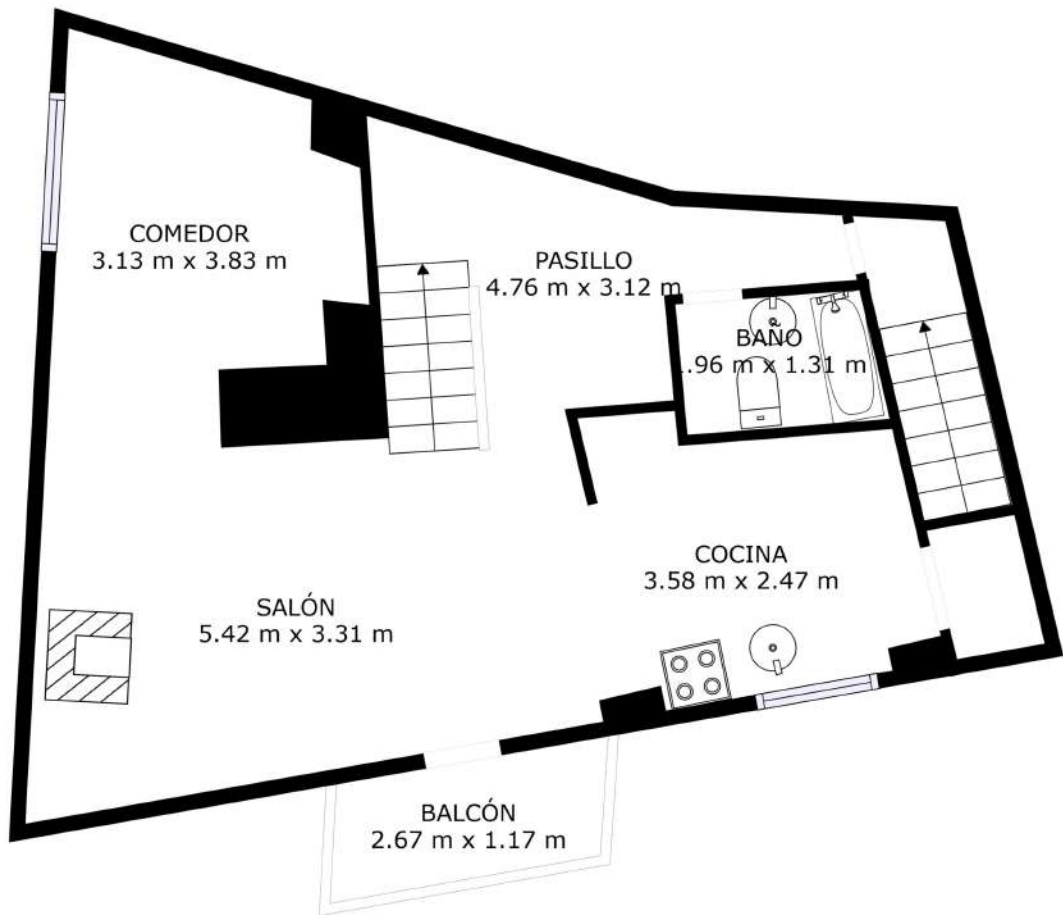 COMEDOR
3.13 m x 3.83 m
PASILLO
4.76 m x 3.12 m
BAÑO
.96 m x 1.31 m
COCINA
3.58 m x 2.47 m
SALÓN
5.42 m x 3.31 m
BALCÓN
2.67 m x 1.17 m